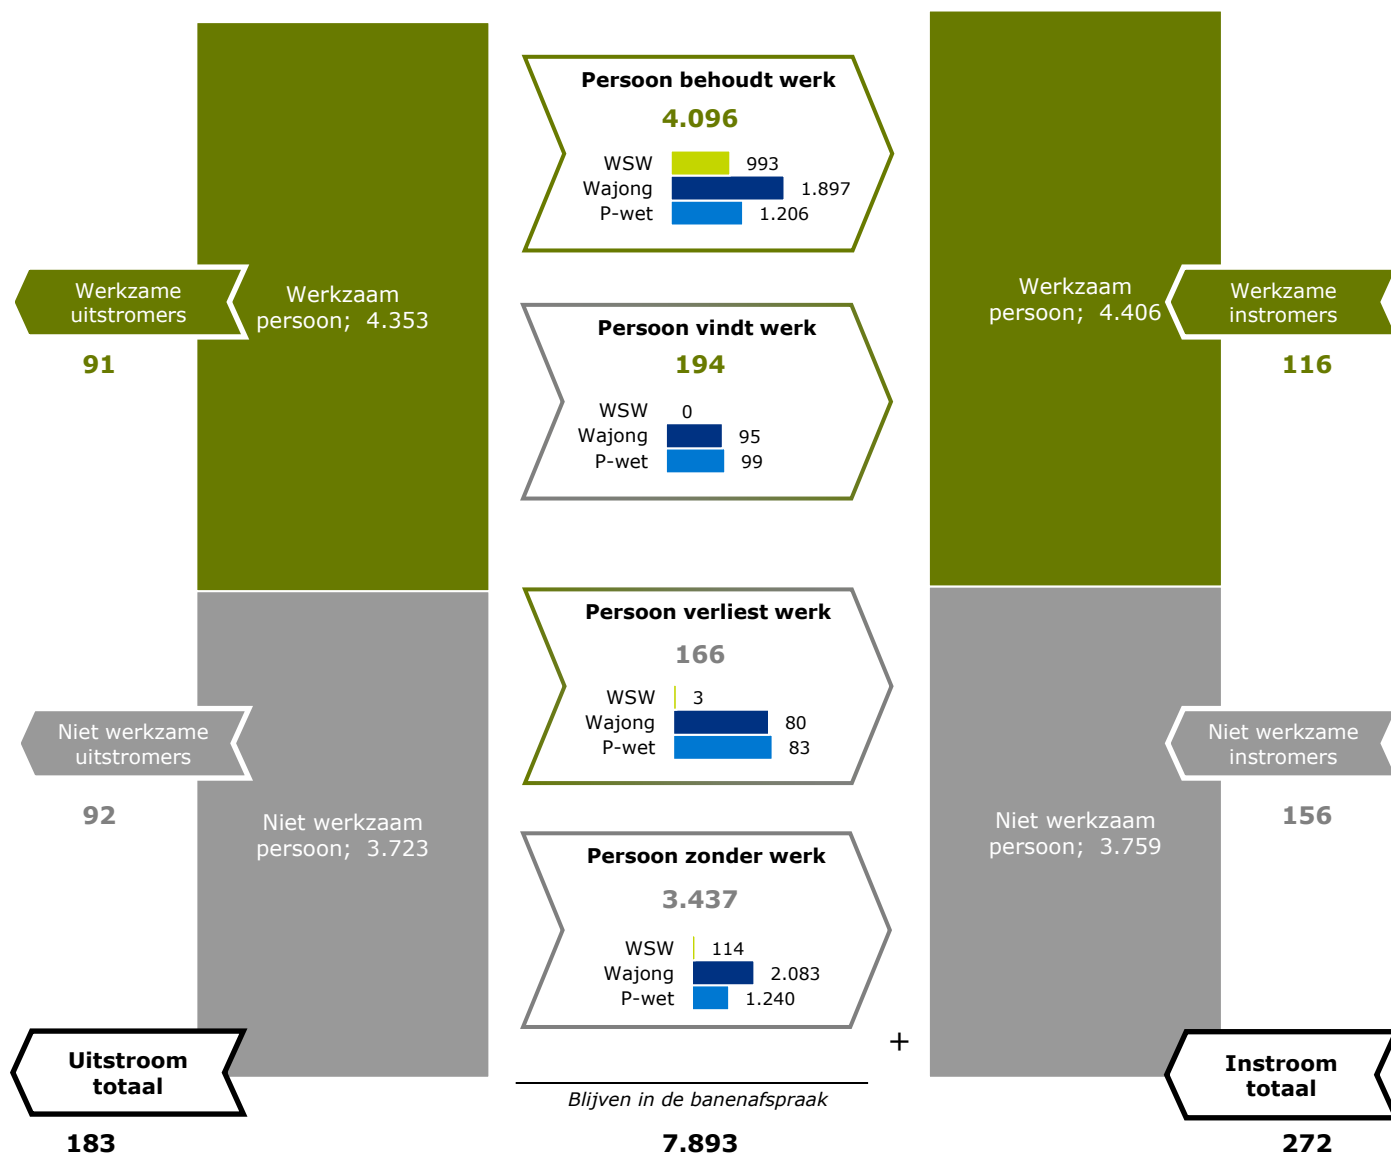 Werkzame
uitstromers
91
Werkzaam
persoon; 4.353
Niet werkzame
uitstromers
92
Niet werkzaam
persoon; 3.723
Uitstroom
totaal
183
Persoon behoudt werk
4.096
WSW 993
Wajong 1.897
P-wet 1.206
Persoon vindt werk
194
WSW 0
Wajong 95
P-wet 99
Persoon verliest werk
166
WSW 3
Wajong 80
P-wet 83
Persoon zonder werk
3.437
WSW 114
Wajong 2.083
P-wet 1.240
+
Blijven in de banenafspraak
7.893
Werkzaam
persoon; 4.406
Werkzame
instromers
116
Niet werkzame
instromers
156
Niet werkzaam
persoon; 3.759
Instroom
totaal
272